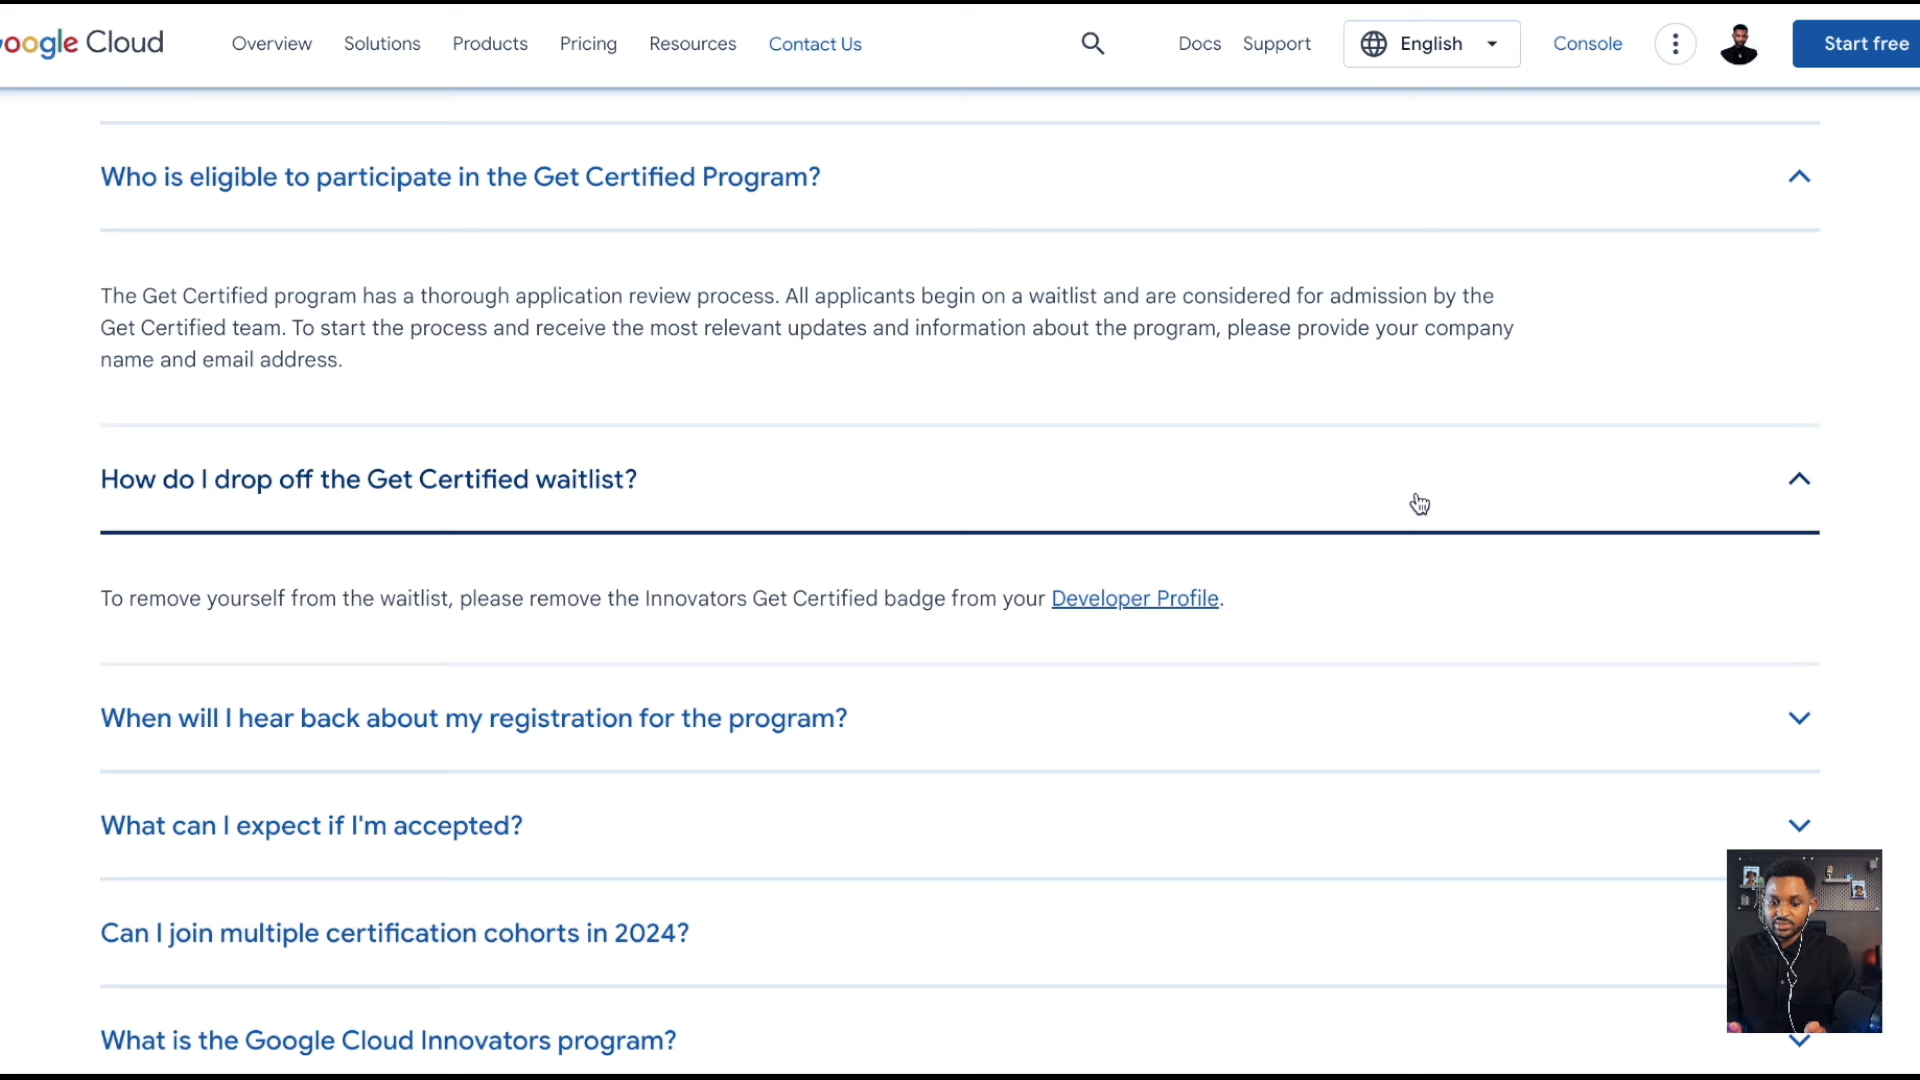 oogle Cloud Overview Solutions Products Pricing Resources Contact Us Docs Support English Console Start free
Who is eligible to participate in the Get Certified Program?
The Get Certified program has a thorough application review process. All applicants begin on a waitlist and are considered for admission by the
Get Certified team. To start the process and receive the most relevant updates and information about the program, please provide your company
name and email address.
How do I drop off the Get Certified waitlist?
To remove yourself from the waitlist, please remove the Innovators Get Certified badge from your Developer Profile.
When will I hear back about my registration for the program?
What can I expect if I'm accepted?
Can I join multiple certification cohorts in 2024?
What is the Google Cloud Innovators program?